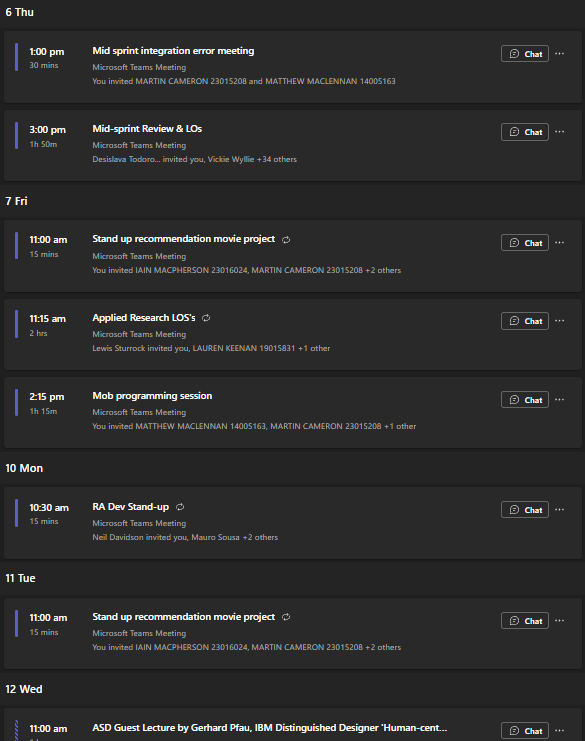 6 Thu
1:00 pm Mid sprint integration error meeting Chat ...
30 mins Microsoft Teams Meeting
You invited MARTIN CAMERON 23015208 and MATTHEW MACLENNAN 14005163
3:00 pm Mid-sprint Review & LOs Chat ...
1h 50m Microsoft Teams Meeting
Desislava Todoro... invited you, Vickie Wyllie +34 others
7 Fri
11:00 am Stand up recommendation movie project Chat ...
15 mins Microsoft Teams Meeting
You invited IAIN MACPHERSON 23016024, MARTIN CAMERON 23015208 +2 others
11:15 am Applied Research LOS's Chat ...
2 hrs Microsoft Teams Meeting
Lewis Sturrock invited you, LAUREN KEENAN 19015831 +1 other
2:15 pm Mob programming session Chat ...
1h 15m Microsoft Teams Meeting
You invited MATTHEW MACLENNAN 14005163, MARTIN CAMERON 23015208 +1 other
10 Mon
10:30 am RA Dev Stand-up Chat ...
15 mins Microsoft Teams Meeting
Neil Davidson invited you, Mauro Sousa +2 others
11 Tue
11:00 am Stand up recommendation movie project Chat ...
15 mins Microsoft Teams Meeting
You invited IAIN MACPHERSON 23016024, MARTIN CAMERON 23015208 +2 others
12 Wed
11:00 am ASD Guest Lecture by Gerhard Pfau, IBM Distinguished Designer 'Human-cent... Chat ...